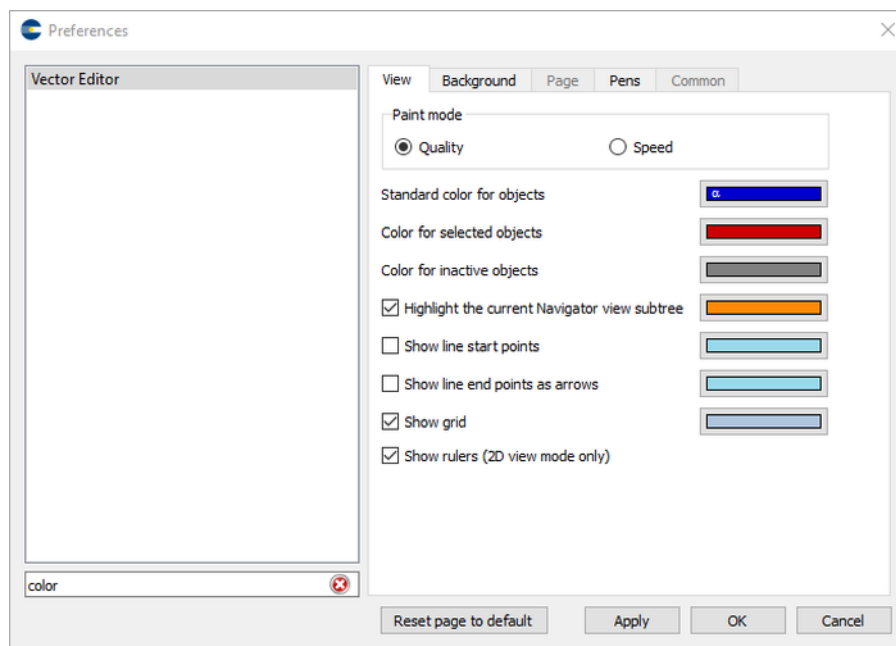 Preferences
Vector Editor
View Background Page Pens Common
Paint mode
Quality Speed
Standard color for objects α
Color for selected objects
Color for inactive objects
Highlight the current Navigator view subtree
Show line start points
Show line end points as arrows
Show grid
Show rulers (2D view mode only)
color
Reset page to default Apply OK Cancel